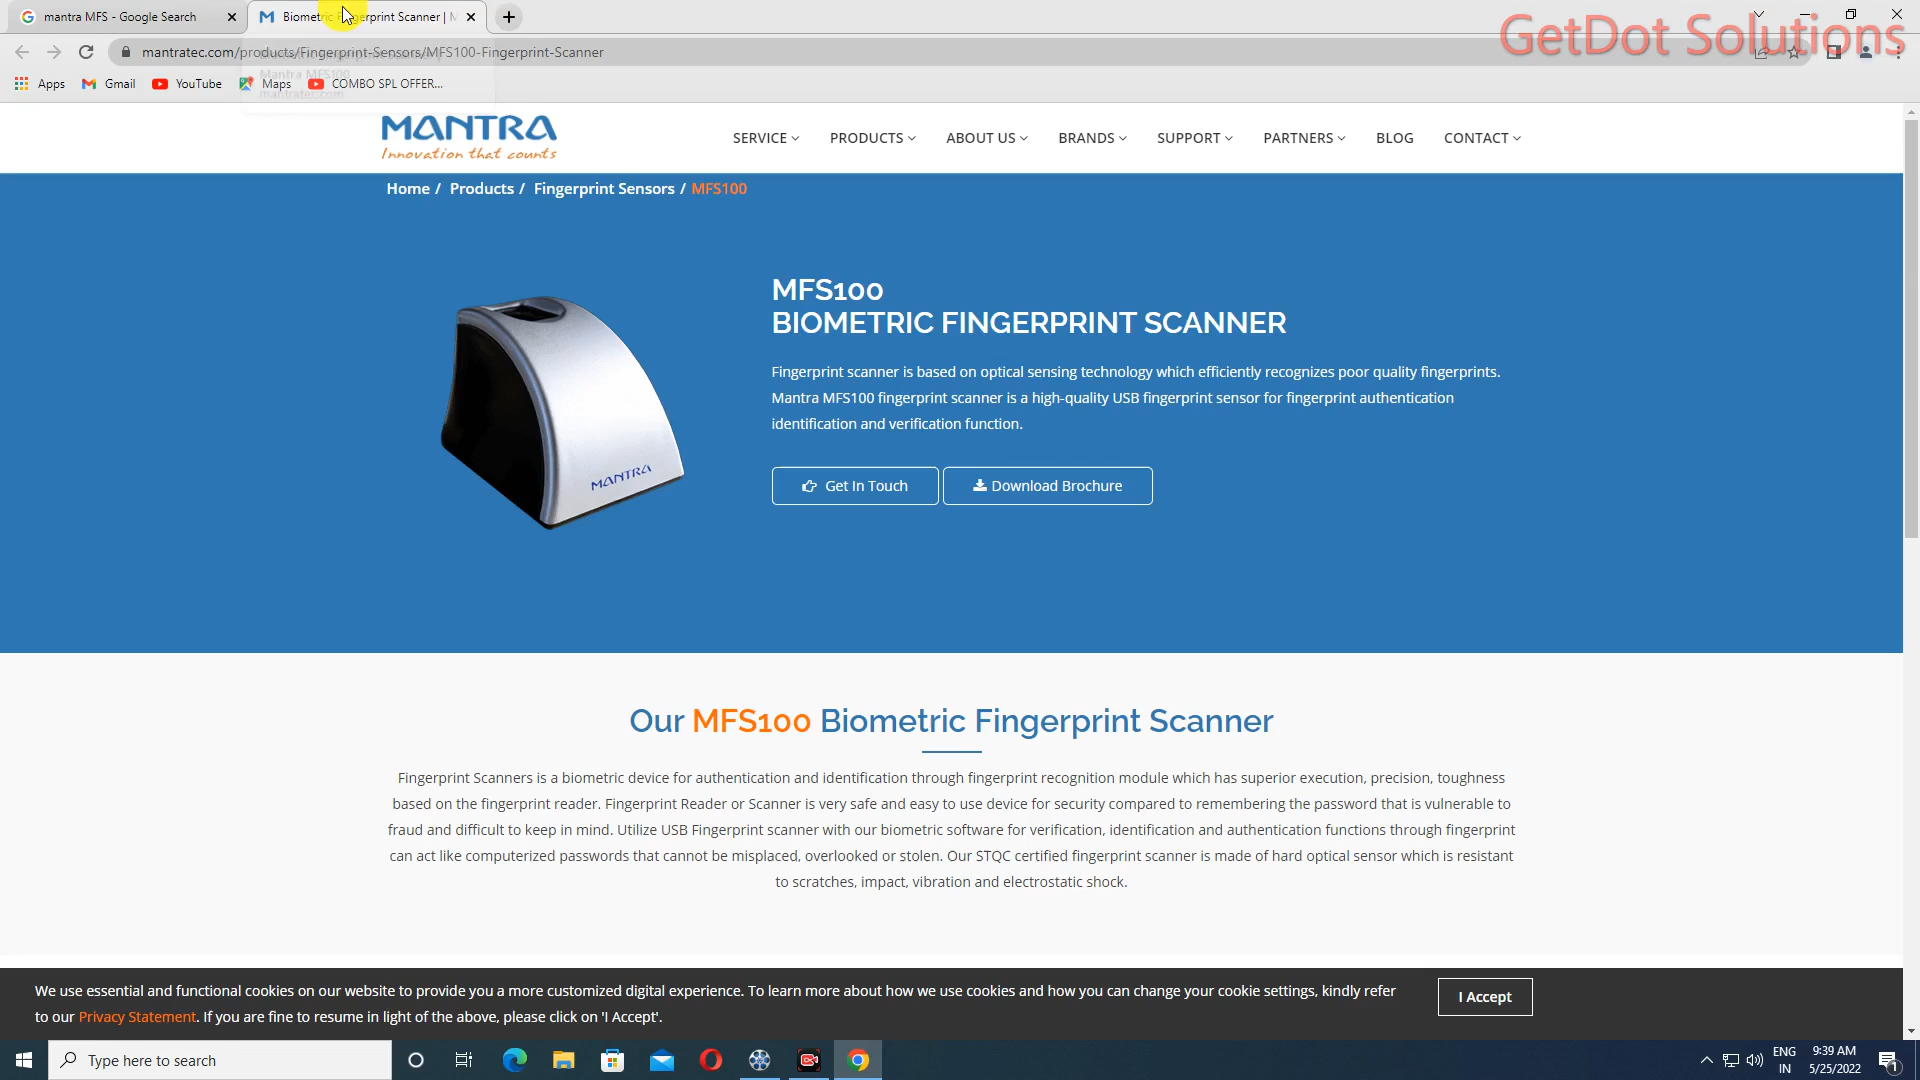 mantra MFS - Google Search
Biometric Fingerprint Scanner | M
GetDot Solutions
mantratec.com/products/Fingerprint-Sensors/MFS100-Fingerprint-Scanner
Mantra MFS100
mantratec.com
Apps
Gmail
YouTube
Maps
COMBO SPL OFFER...
MANTRA
Innovation that counts
SERVICE
PRODUCTS
ABOUT US
BRANDS
SUPPORT
PARTNERS
BLOG
CONTACT
Home / Products / Fingerprint Sensors / MFS100
MFS100
BIOMETRIC FINGERPRINT SCANNER
Fingerprint scanner is based on optical sensing technology which efficiently recognizes poor quality fingerprints.
Mantra MFS100 fingerprint scanner is a high-quality USB fingerprint sensor for fingerprint authentication
identification and verification function.
MANTRA
Get In Touch
Download Brochure
Our MFS100 Biometric Fingerprint Scanner
Fingerprint Scanners is a biometric device for authentication and identification through fingerprint recognition module which has superior execution, precision, toughness
based on the fingerprint reader. Fingerprint Reader or Scanner is very safe and easy to use device for security compared to remembering the password that is vulnerable to
fraud and difficult to keep in mind. Utilize USB Fingerprint scanner with our biometric software for verification, identification and authentication functions through fingerprint
can act like computerized passwords that cannot be misplaced, overlooked or stolen. Our STQC certified fingerprint scanner is made of hard optical sensor which is resistant
to scratches, impact, vibration and electrostatic shock.
We use essential and functional cookies on our website to provide you a more customized digital experience. To learn more about how we use cookies and how you can change your cookie settings, kindly refer
to our Privacy Statement. If you are fine to resume in light of the above, please click on 'I Accept'.
I Accept
Type here to search
ENG
IN
9:39 AM
5/25/2022
1